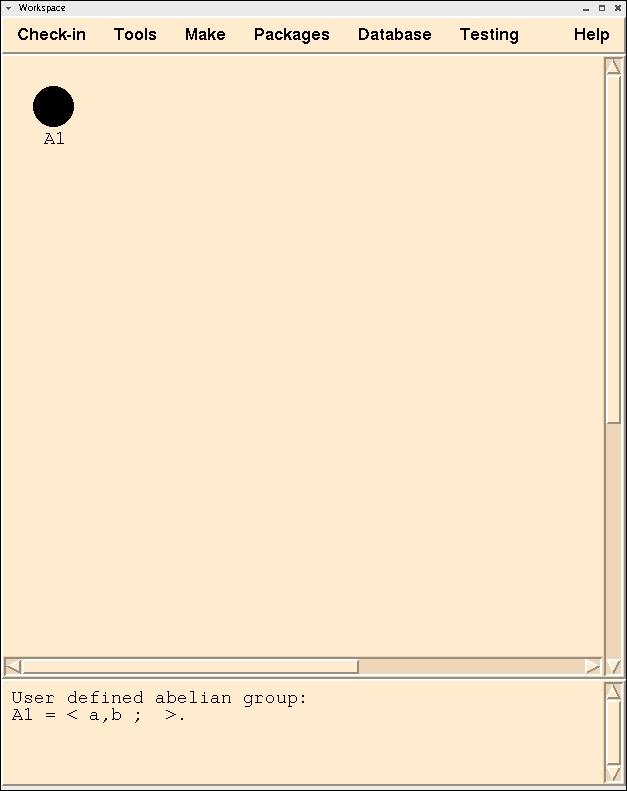 Workspace
Check-in Tools Make Packages Database Testing Help
A1
User defined abelian group:
A1 = < a,b ;  >.